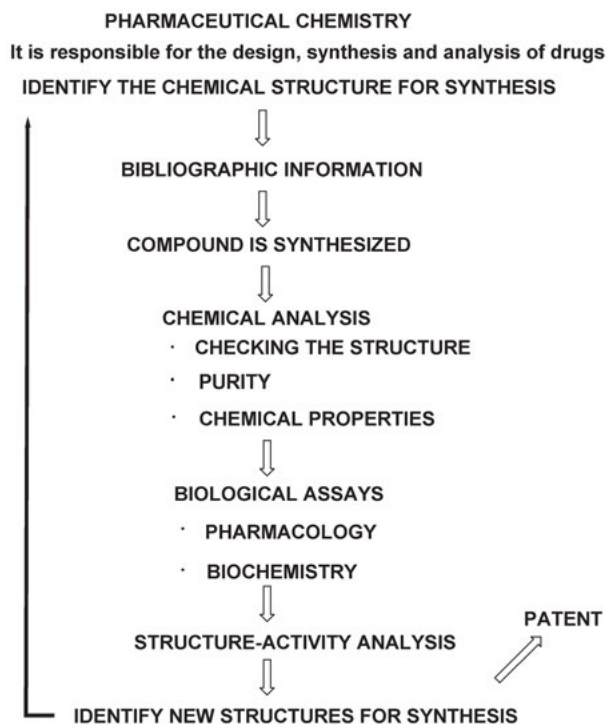 PHARMACEUTICAL CHEMISTRY
It is responsible for the design, synthesis and analysis of drugs
IDENTIFY THE CHEMICAL STRUCTURE FOR SYNTHESIS
BIBLIOGRAPHIC INFORMATION
COMPOUND IS SYNTHESIZED
CHEMICAL ANALYSIS
· CHECKING THE STRUCTURE
· PURITY
· CHEMICAL PROPERTIES
BIOLOGICAL ASSAYS
· PHARMACOLOGY
· BIOCHEMISTRY
PATENT
STRUCTURE-ACTIVITY ANALYSIS
IDENTIFY NEW STRUCTURES FOR SYNTHESIS